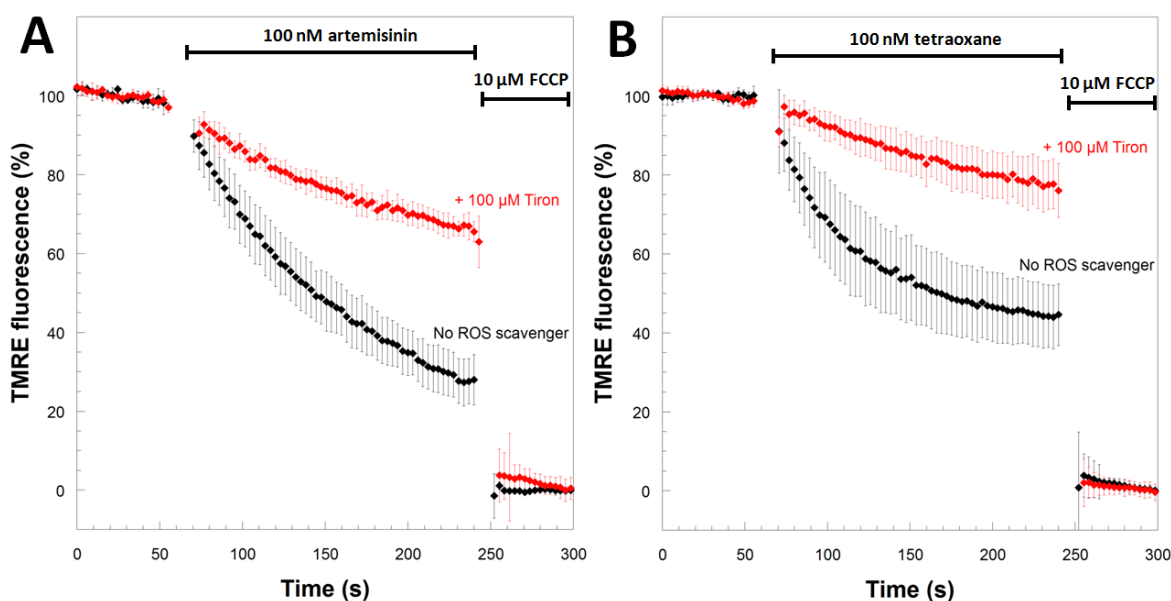 A
100 nM artemisinin
10 µM FCCP
100
80
60
40
20
0
+ 100 µM Tiron
No ROS scavenger
TMRE fluorescence (%)
0 50 100 150 200 250 300
Time (s)
B
100 nM tetraoxane
10 µM FCCP
100
80
60
40
20
0
+ 100 µM Tiron
No ROS scavenger
TMRE fluorescence (%)
0 50 100 150 200 250 300
Time (s)